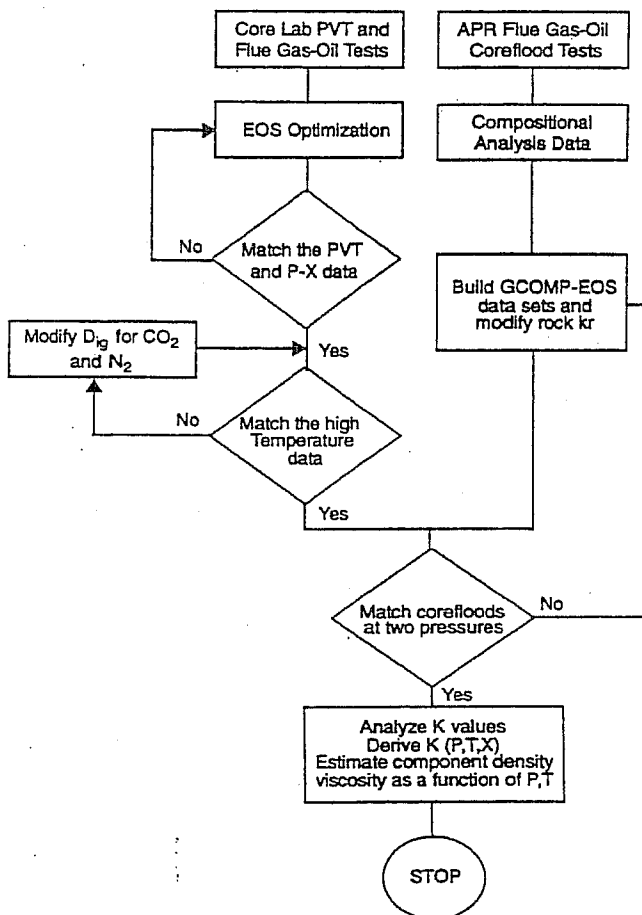 Core Lab PVT and
Flue Gas-Oil Tests
APR Flue Gas-Oil
Coreflood Tests
EOS Optimization
Compositional
Analysis Data
No
Match the PVT
and P-X data
Build GCOMP-EOS
data sets and
modify rock kr
Modify Dig for CO2
and N2
Yes
No
Match the high
Temperature
data
Yes
Match corefloods
at two pressures
No
Yes
Analyze K values
Derive K (P,T,X)
Estimate component density
viscosity as a function of P,T
STOP